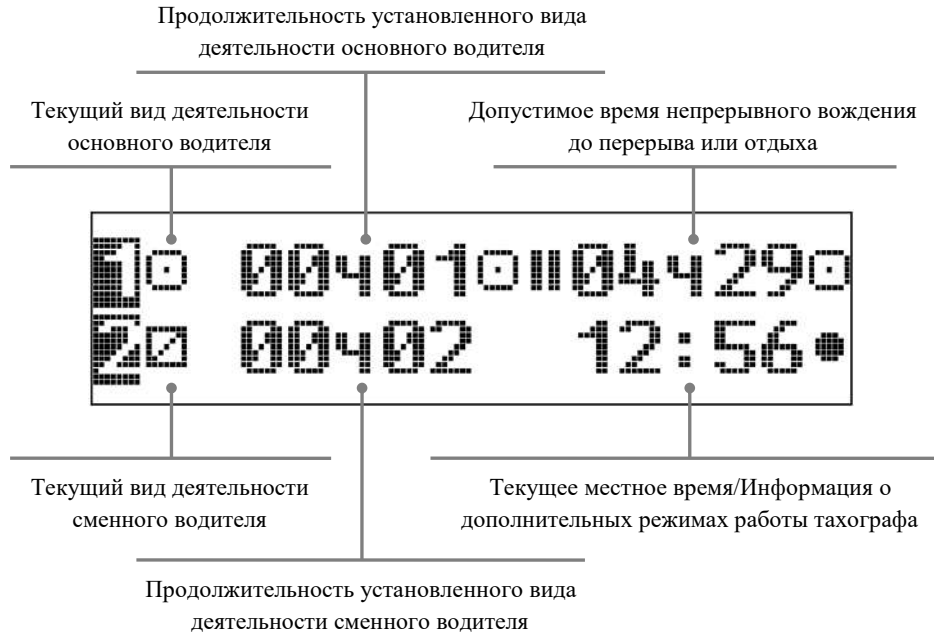 Продолжительность установленного вида
деятельности основного водителя
Текущий вид деятельности
основного водителя
Допустимое время непрерывного вождения
до перерыва или отдыха
1 00ч01 04ч29
2 00ч02 12:56
Текущий вид деятельности
сменного водителя
Текущее местное время/Информация о
дополнительных режимах работы тахографа
Продолжительность установленного вида
деятельности сменного водителя